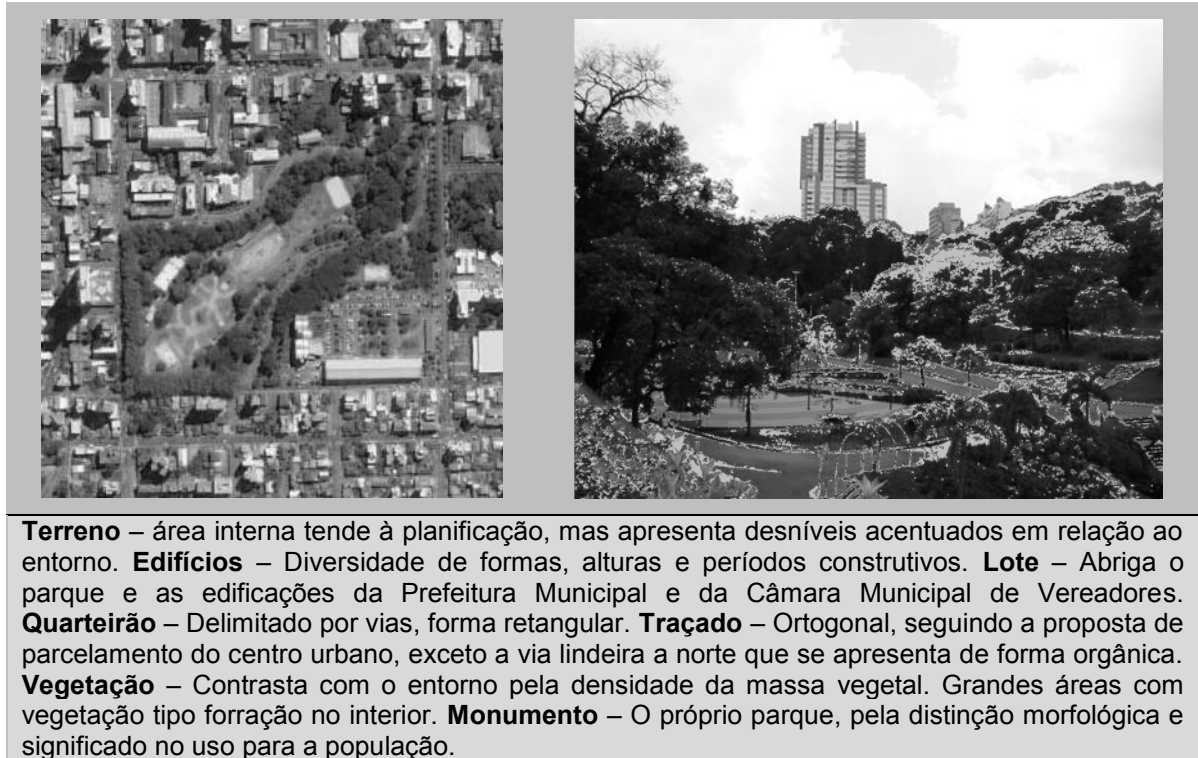 Terreno – área interna tende à planificação, mas apresenta desníveis acentuados em relação ao
entorno. Edifícios – Diversidade de formas, alturas e períodos construtivos. Lote – Abriga o
parque e as edificações da Prefeitura Municipal e da Câmara Municipal de Vereadores.
Quarteirão – Delimitado por vias, forma retangular. Traçado – Ortogonal, seguindo a proposta de
parcelamento do centro urbano, exceto a via lindeira a norte que se apresenta de forma orgânica.
Vegetação – Contrasta com o entorno pela densidade da massa vegetal. Grandes áreas com
vegetação tipo forração no interior. Monumento – O próprio parque, pela distinção morfológica e
significado no uso para a população.